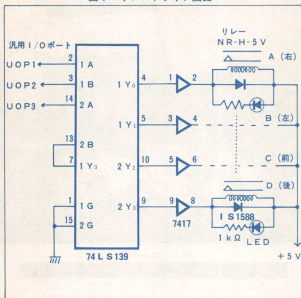 リレー
NR-H-5V
汎用I/Oポート
A (右)
UOP1 2 1A 1Y0 4 1 2
UOP2 3 1B
UOP3 14 2A 1Y1 5 3 4 B (左)
13 2B
7 1Y3 2Y2 10 5 6 C (前)
D (後)
1 1G 2Y3 9 9 8
15 2G 7417 IS1588
1kΩ LED
74LS139 +5V